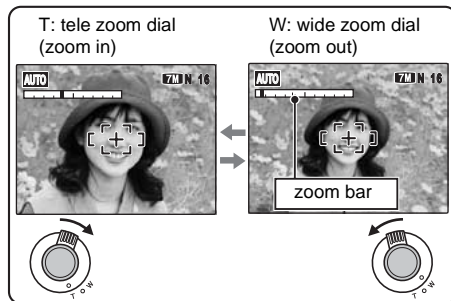 T: tele zoom dial
(zoom in)
W: wide zoom dial
(zoom out)
AUTO 7M N 16
AUTO 7M N 16
zoom bar
T W
T W